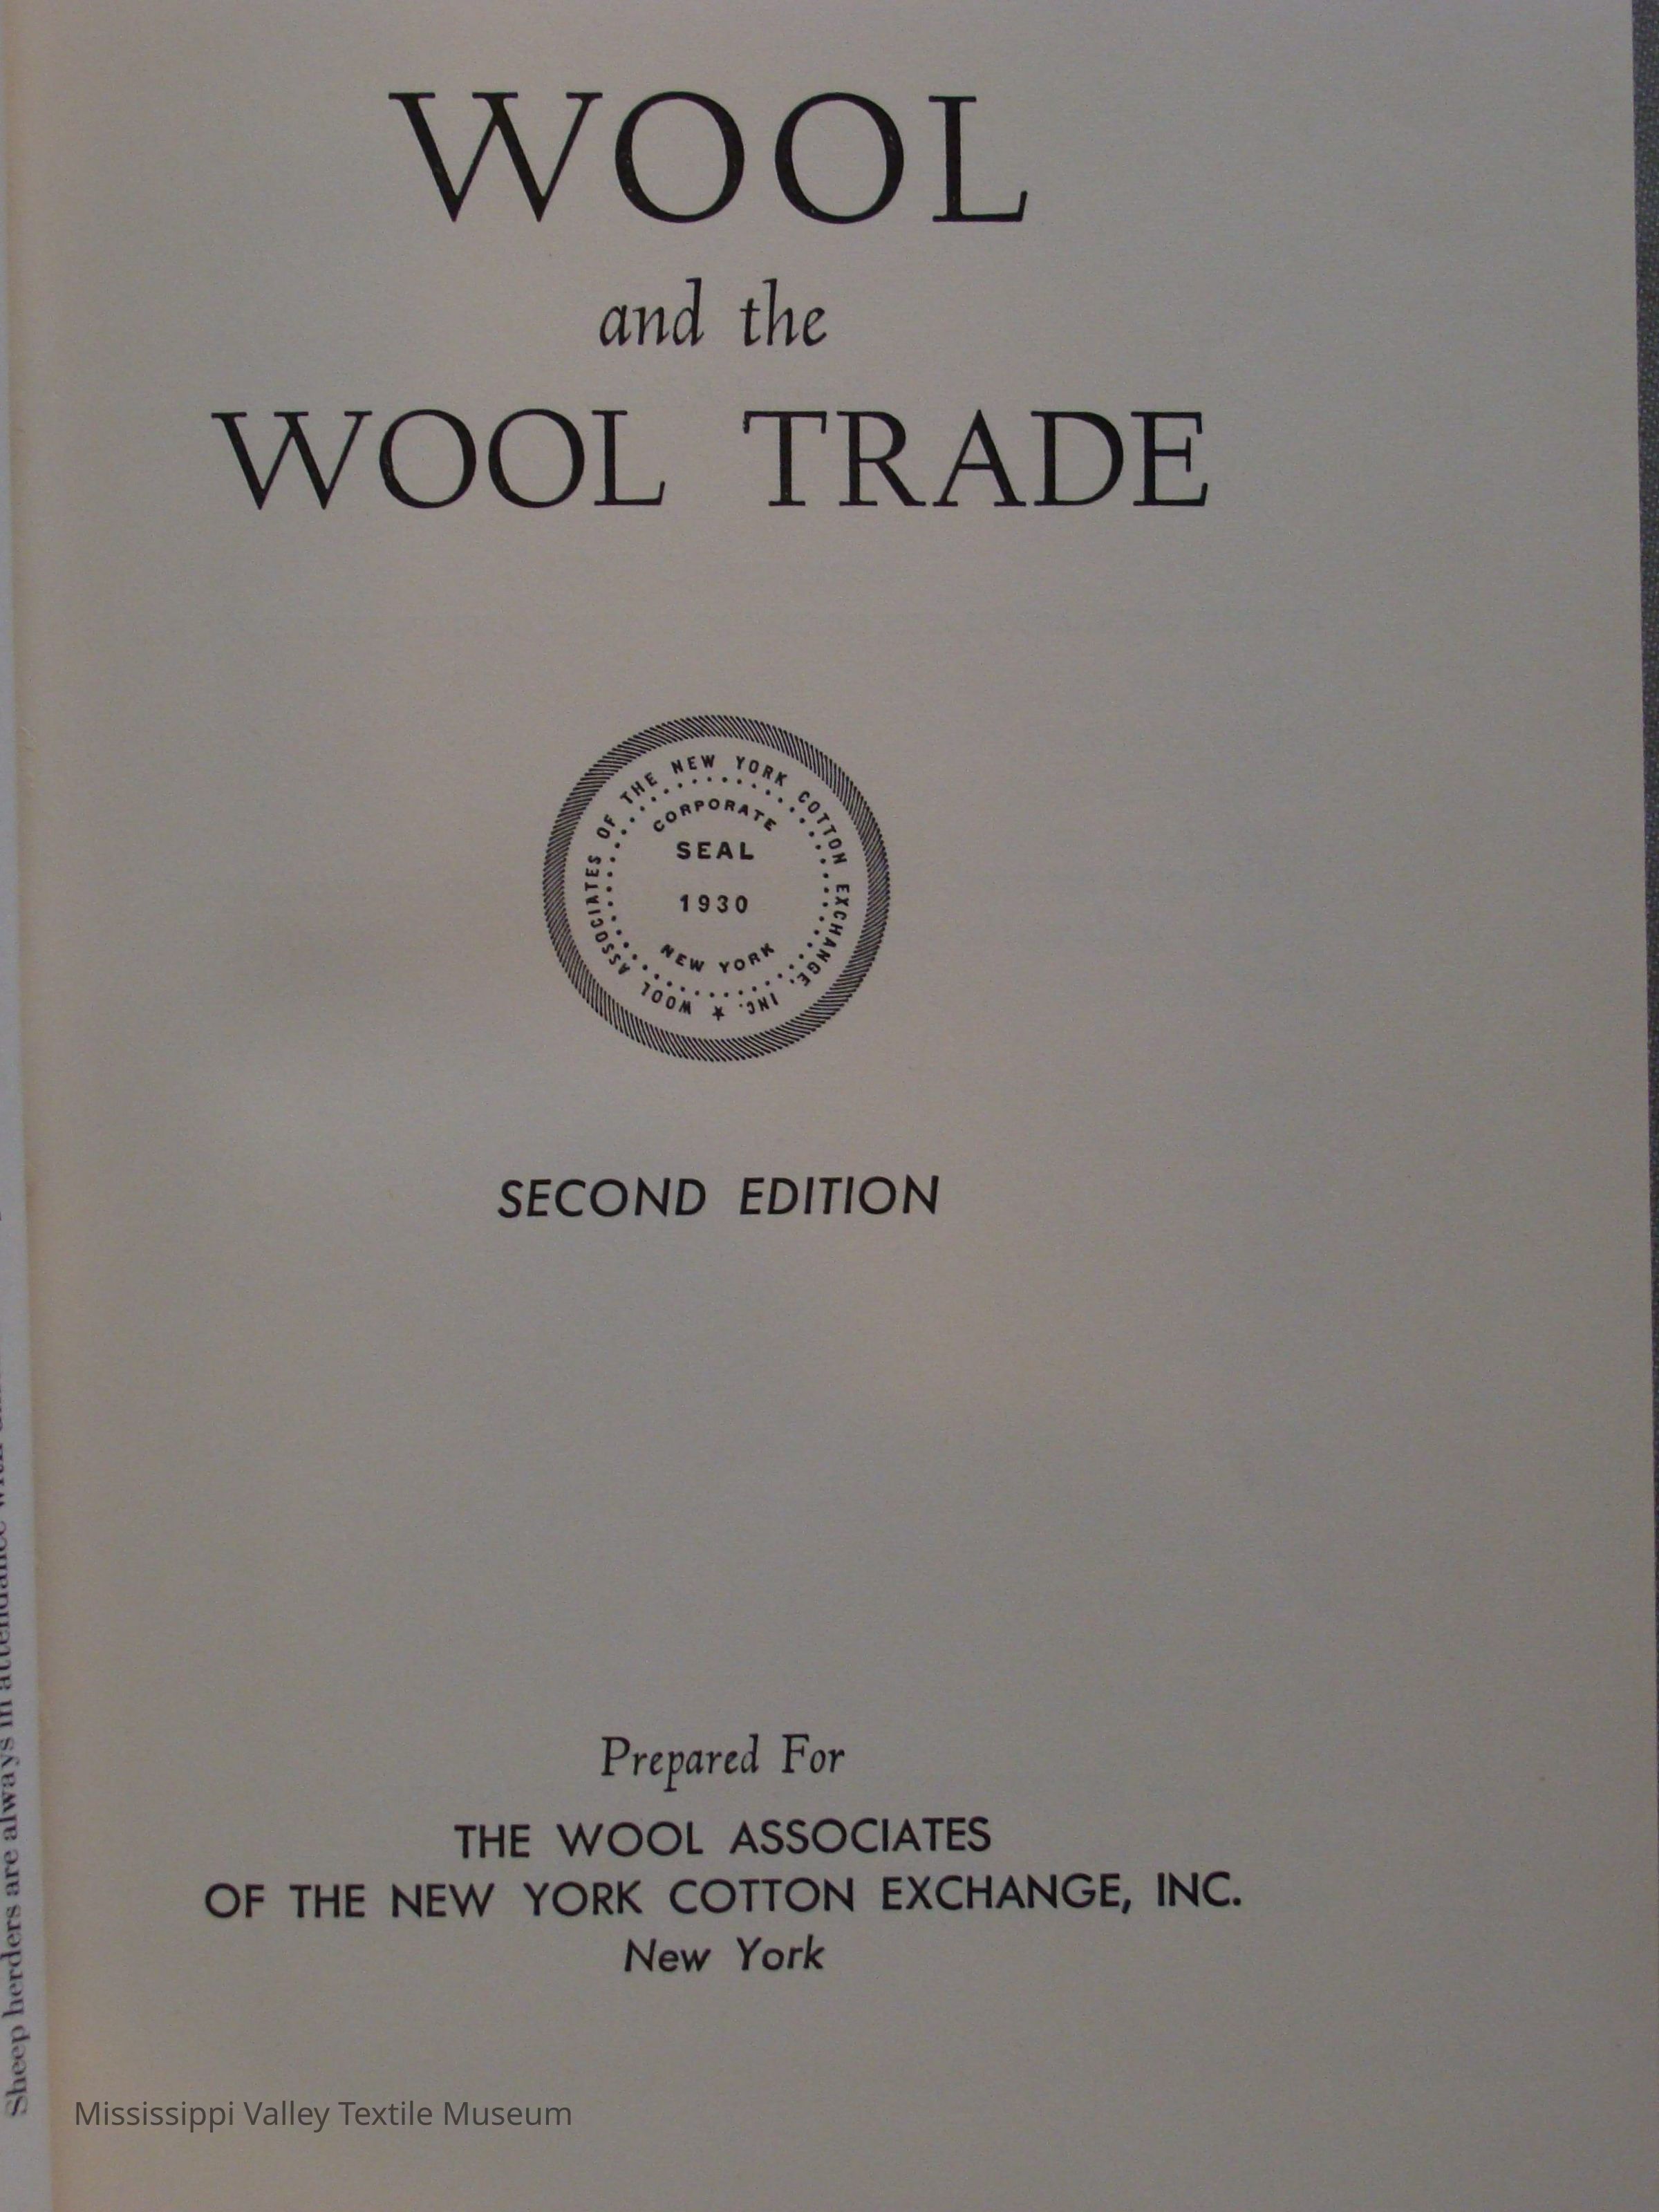 WOOL
and the
WOOL TRADE
WOOL ASSOCIATES OF THE NEW YORK COTTON EXCHANGE, INC. ★
CORPORATE
SEAL
1930
NEW YORK
SECOND EDITION
Prepared For
THE WOOL ASSOCIATES
OF THE NEW YORK COTTON EXCHANGE, INC.
New York
Sheep herders are always in attendance
Mississippi Valley Textile Museum